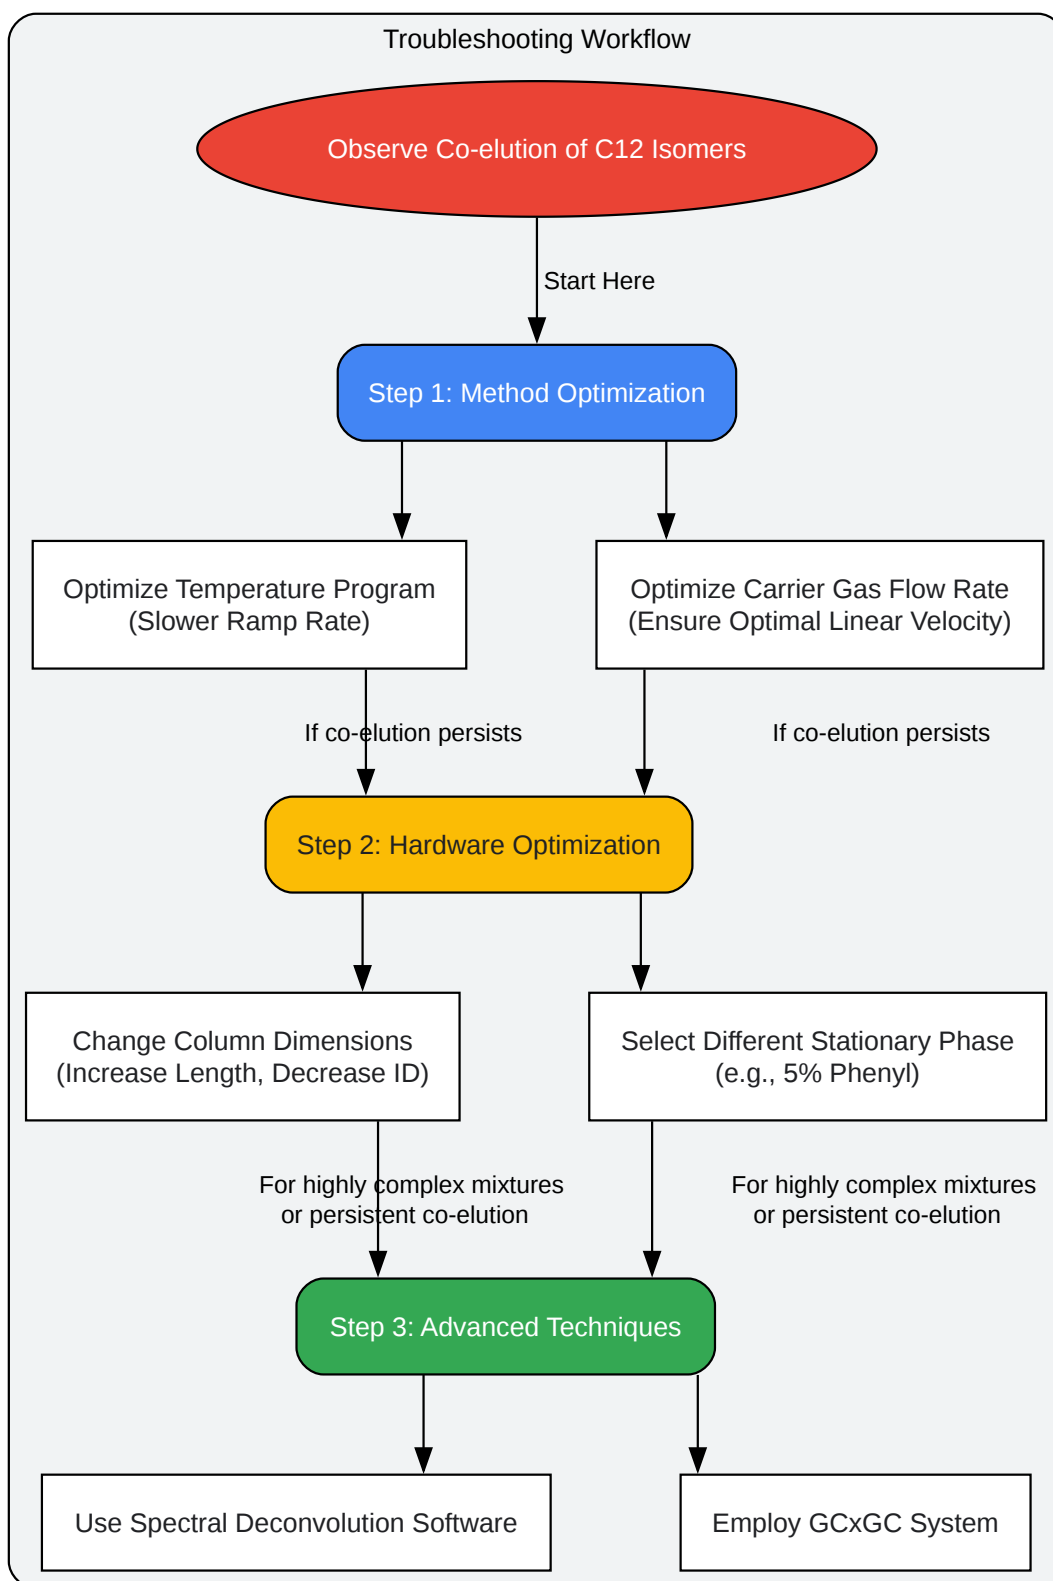 Troubleshooting Workflow
Observe Co-elution of C12 Isomers
Start Here
Step 1: Method Optimization
Optimize Temperature Program
(Slower Ramp Rate)
Optimize Carrier Gas Flow Rate
(Ensure Optimal Linear Velocity)
If co-elution persists
If co-elution persists
Step 2: Hardware Optimization
Change Column Dimensions
(Increase Length, Decrease ID)
Select Different Stationary Phase
(e.g., 5% Phenyl)
For highly complex mixtures
or persistent co-elution
For highly complex mixtures
or persistent co-elution
Step 3: Advanced Techniques
Use Spectral Deconvolution Software
Employ GCxGC System